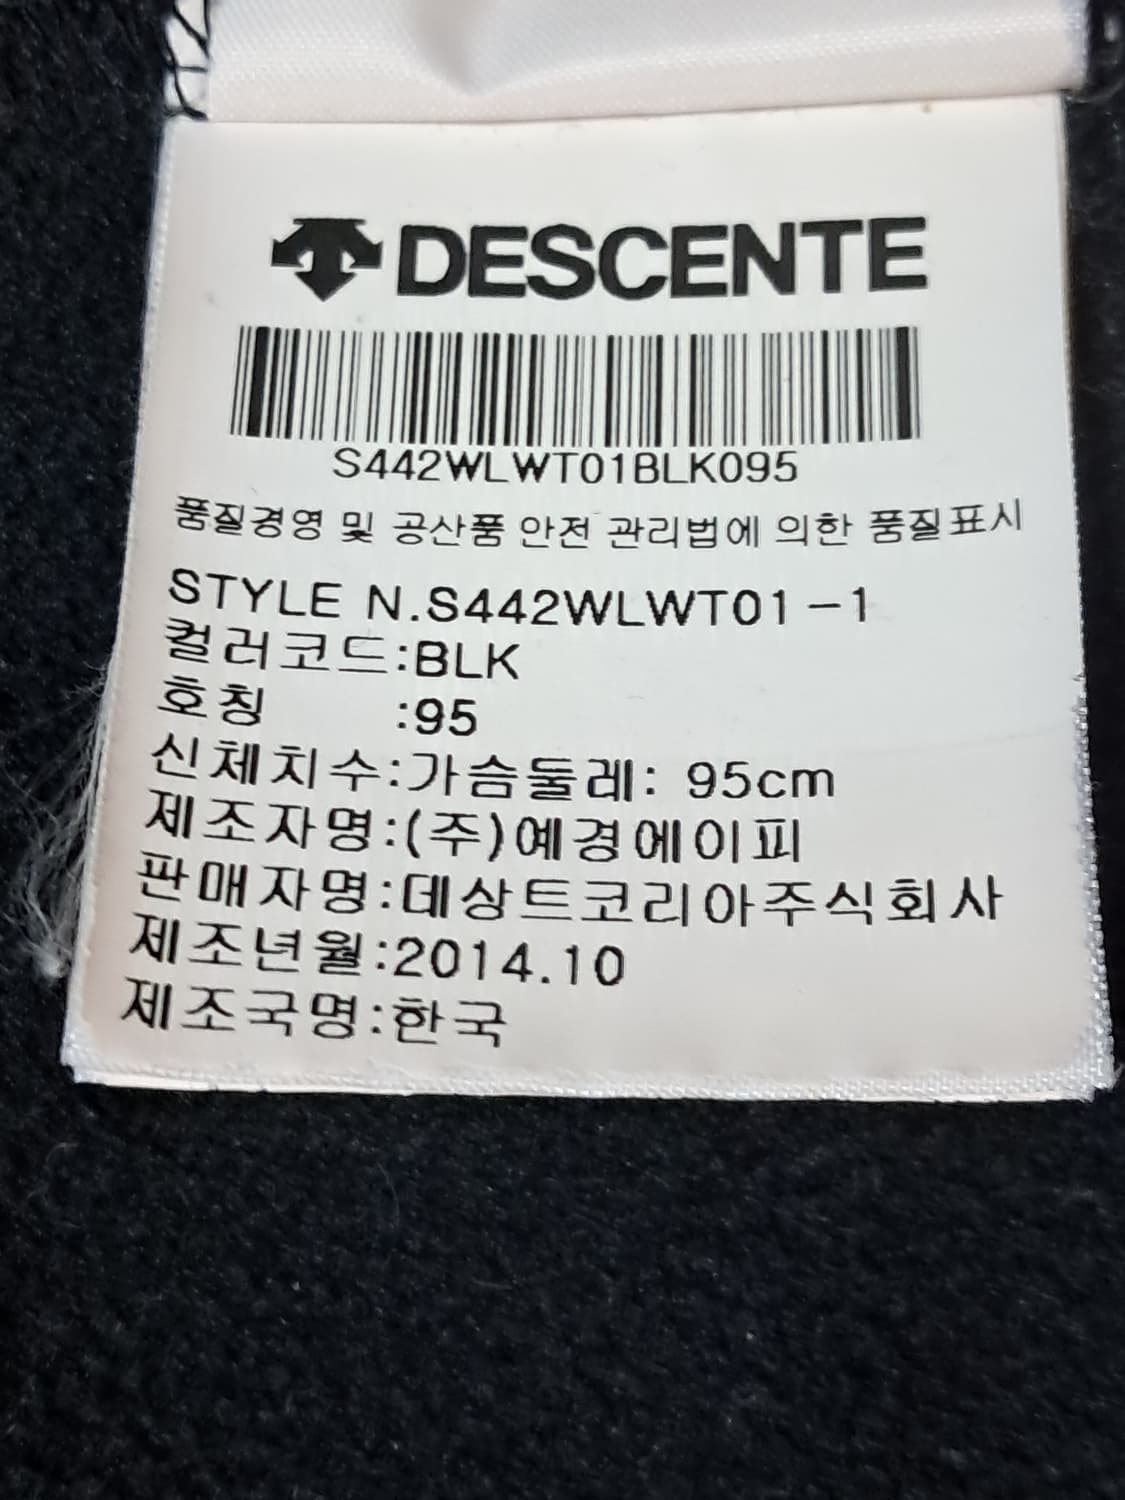 DESCENTE
S442WLWT01BLK095
품질경영 및 공산품 안전 관리법에 의한 품질표시
STYLE N.S442WLWT01-1
컬러코드:BLK
호칭 :95
신체치수:가슴둘레: 95cm
제조자명:(주)예경에이피
판매자명:데상트코리아주식회사
제조년월:2014.10
제조국명:한국